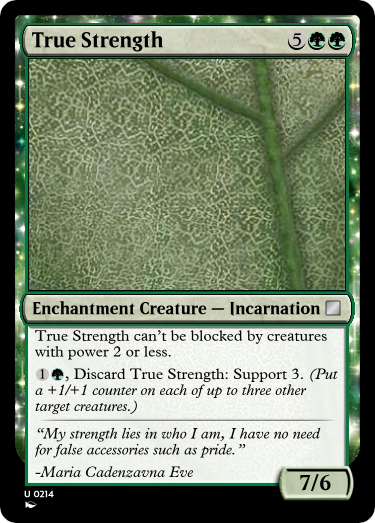 True Strength 5
Enchantment Creature — Incarnation
True Strength can't be blocked by creatures
with power 2 or less.
1, Discard True Strength: Support 3. (Put
a +1/+1 counter on each of up to three other
target creatures.)
“My strength lies in who I am, I have no need
for false accessories such as pride.”
-Maria Cadenzavna Eve
7/6
U 0214